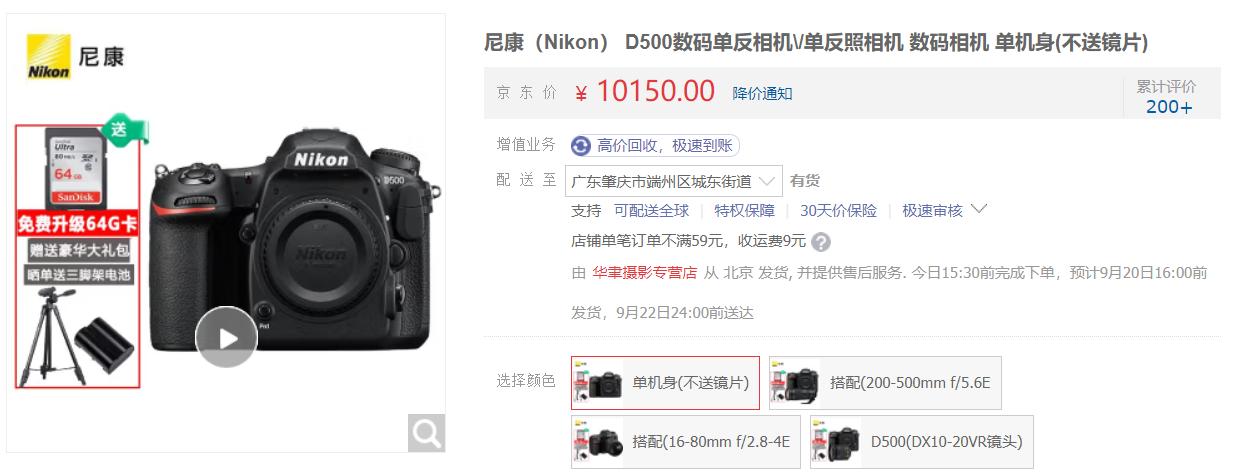 Nikon
尼康
送
SanDisk
Ultra
80 MB/s
64 GB
SanDisk
免费升级64G卡
赠送豪华大礼包
晒单送三脚架电池
Nikon
D500
Nikon
尼康（Nikon） D500数码单反相机\/单反照相机 数码相机 单机身(不送镜片)
京东价
￥ 10150.00 降价通知
累计评价
200+
增值业务
高价回收，极速到账
配送至
广东肇庆市端州区城东街道
有货
支持 可配送全球 特权保障 30天价保险 极速审核
店铺单笔订单不满59元，收运费9元
由 华聿摄影专营店 从 北京 发货, 并提供售后服务. 今日15:30前完成下单，预计9月20日16:00前
发货，9月22日24:00前送达
选择颜色
单机身(不送镜片)
搭配(200-500mm f/5.6E
搭配(16-80mm f/2.8-4E
D500(DX10-20VR镜头)